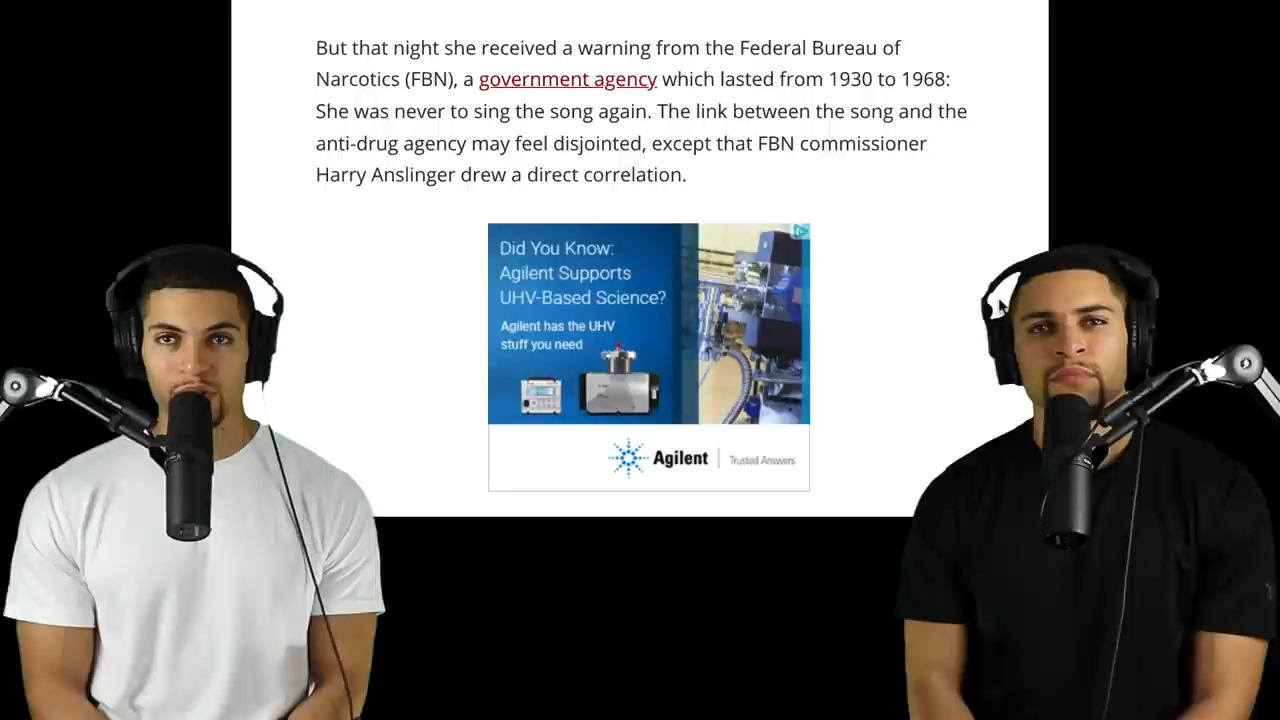 But that night she received a warning from the Federal Bureau of
Narcotics (FBN), a government agency which lasted from 1930 to 1968:
She was never to sing the song again. The link between the song and the
anti-drug agency may feel disjointed, except that FBN commissioner
Harry Anslinger drew a direct correlation.
Did You Know:
Agilent Supports
UHV-Based Science?
Agilent has the UHV
stuff you need
Agilent | Trusted Answers